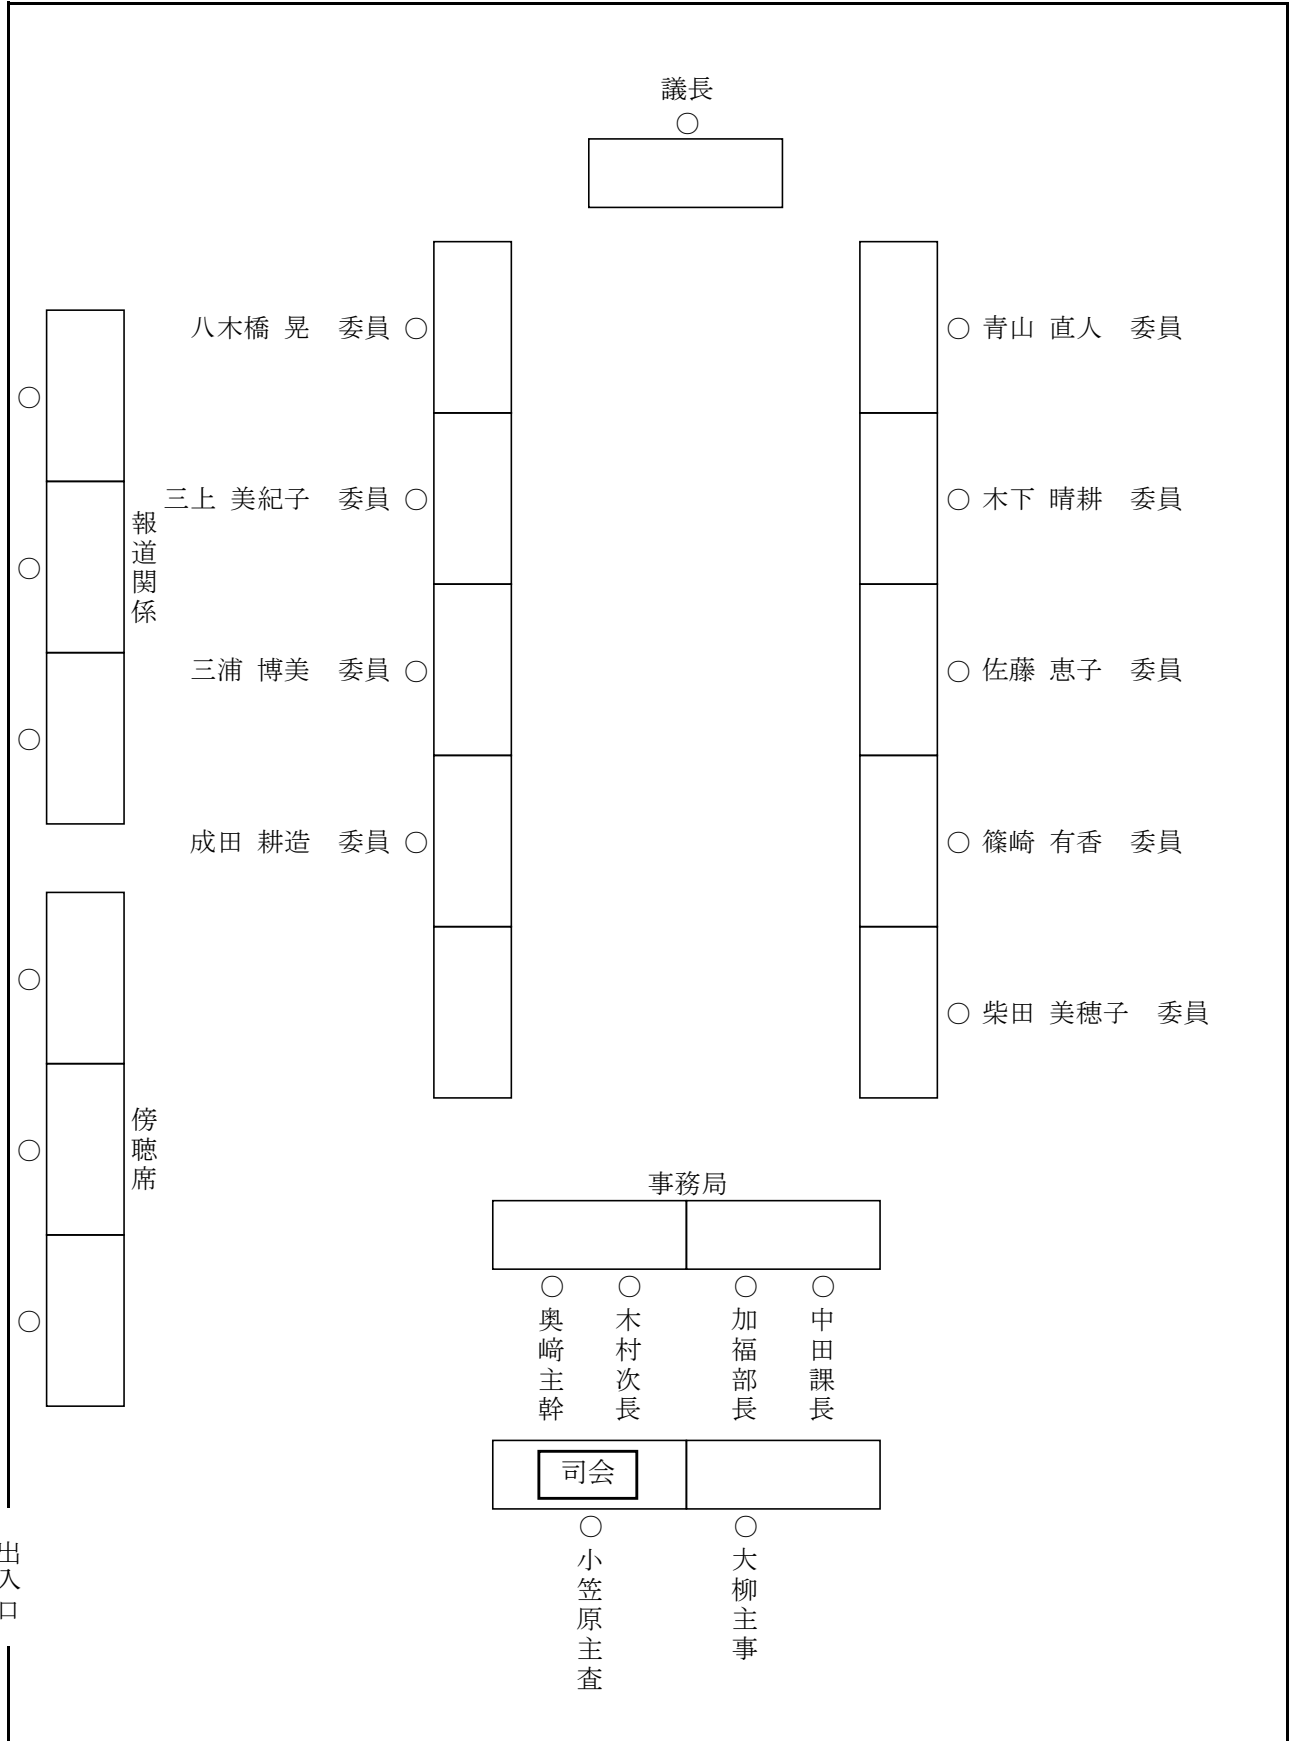 議長
八木橋 晃　委員 ○
○ 青山 直人　委員
三上 美紀子　委員 ○
○ 木下 晴耕　委員
三浦 博美　委員 ○
○ 佐藤 恵子　委員
成田 耕造　委員 ○
○ 篠崎 有香　委員
○ 柴田 美穂子　委員
報道関係
傍聴席
事務局
奥﨑主幹
木村次長
加福部長
中田課長
司会
小笠原主査
大柳主事
出入口